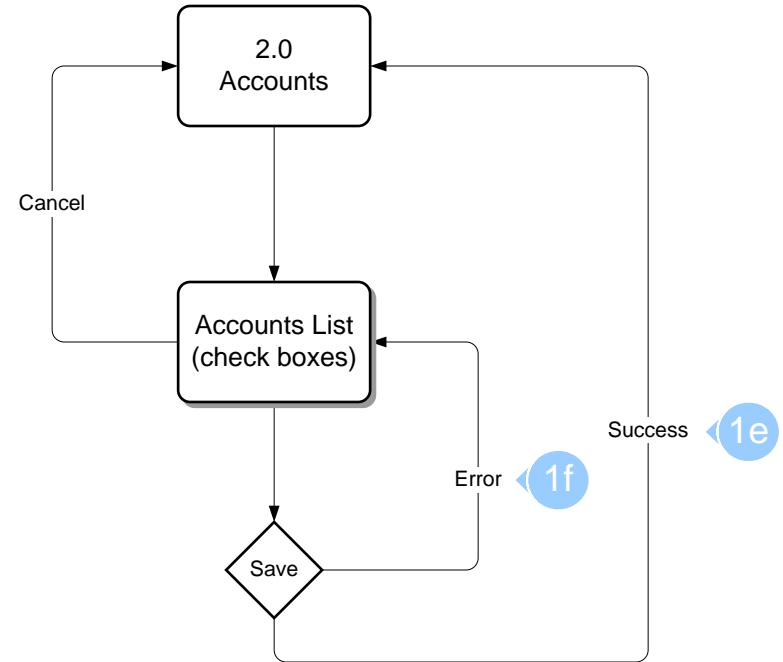 2.0
Accounts
Cancel
Accounts List
(check boxes)
Success
1e
Error
1f
Save